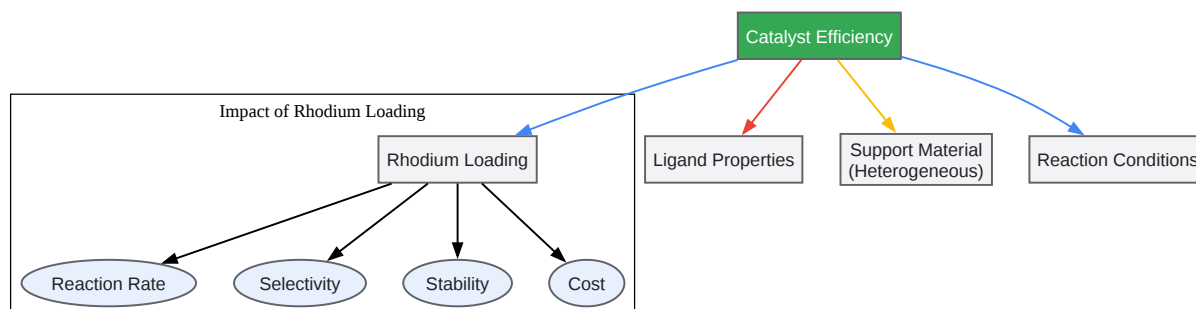 Catalyst Efficiency
Impact of Rhodium Loading
Rhodium Loading
Ligand Properties
Support Material
(Heterogeneous)
Reaction Conditions
Reaction Rate
Selectivity
Stability
Cost